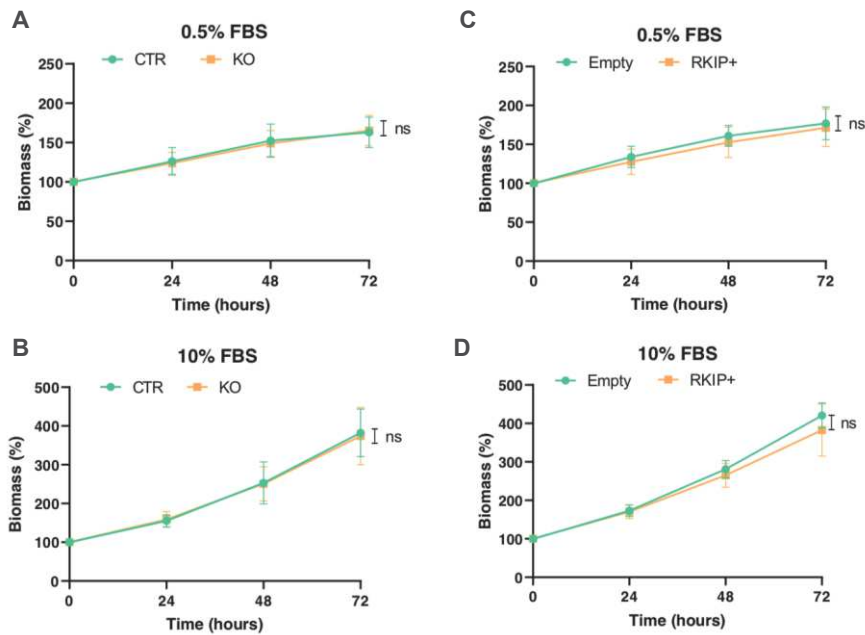 A
0.5% FBS
CTR KO
250
200
150
100
50
0
Biomass (%)
ns
0 24 48 72
Time (hours)
C
0.5% FBS
Empty RKIP+
250
200
150
100
50
0
Biomass (%)
ns
0 24 48 72
Time (hours)
B
10% FBS
CTR KO
500
400
300
200
100
0
Biomass (%)
ns
0 24 48 72
Time (hours)
D
10% FBS
Empty RKIP+
500
400
300
200
100
0
Biomass (%)
ns
0 24 48 72
Time (hours)